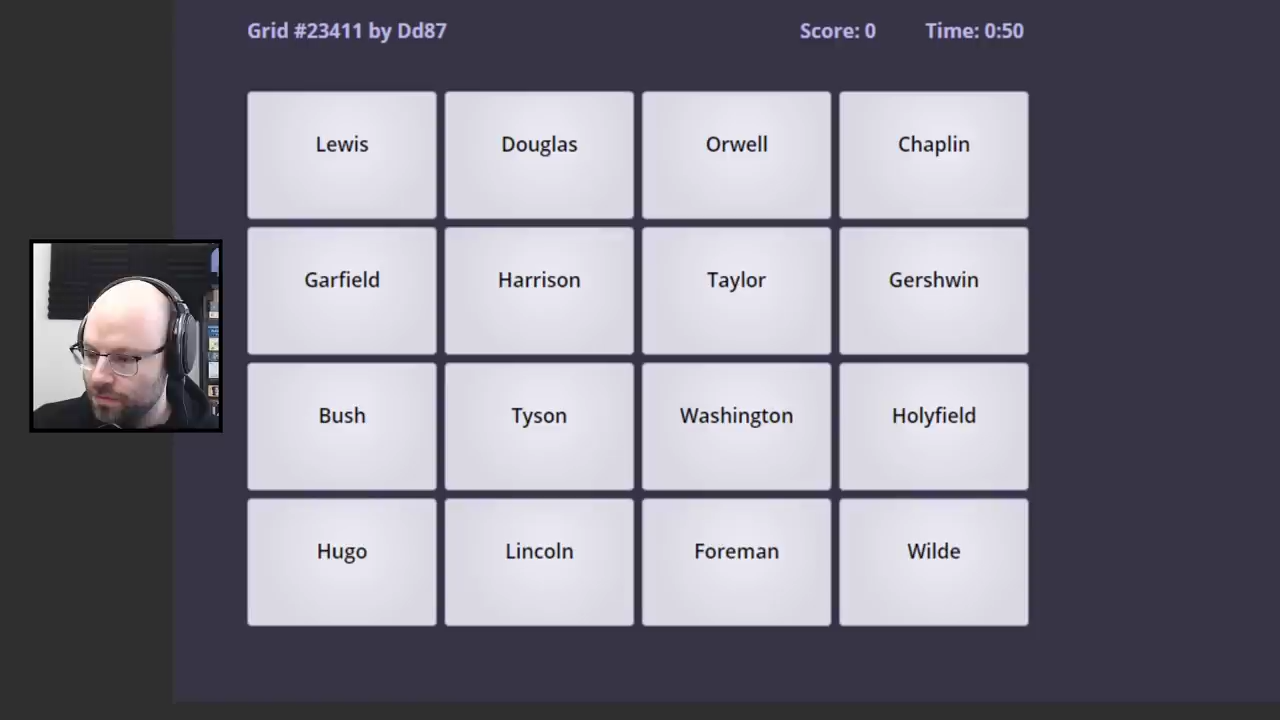 Grid #23411 by Dd87 Score: 0 Time: 0:50
Lewis Douglas Orwell Chaplin
Garfield Harrison Taylor Gershwin
Bush Tyson Washington Holyfield
Hugo Lincoln Foreman Wilde